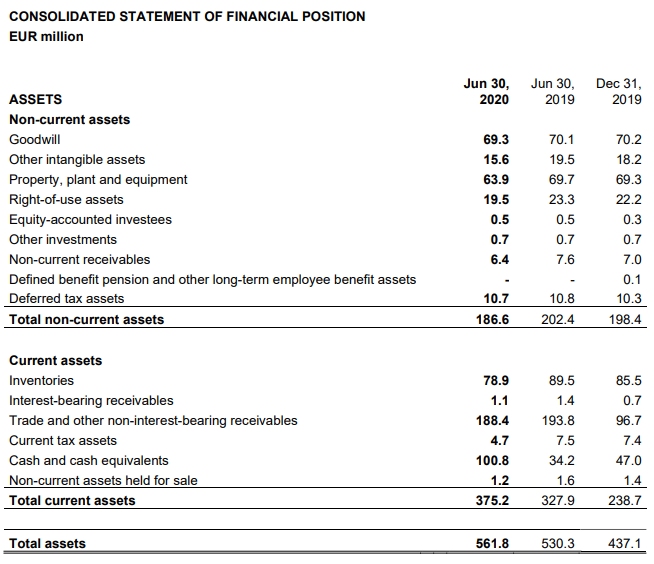 CONSOLIDATED STATEMENT OF FINANCIAL POSITION
EUR million
Jun 30, Jun 30, Dec 31,
ASSETS 2020 2019 2019
Non-current assets
Goodwill 69.3 70.1 70.2
Other intangible assets 15.6 19.5 18.2
Property, plant and equipment 63.9 69.7 69.3
Right-of-use assets 19.5 23.3 22.2
Equity-accounted investees 0.5 0.5 0.3
Other investments 0.7 0.7 0.7
Non-current receivables 6.4 7.6 7.0
Defined benefit pension and other long-term employee benefit assets - - 0.1
Deferred tax assets 10.7 10.8 10.3
Total non-current assets 186.6 202.4 198.4
Current assets
Inventories 78.9 89.5 85.5
Interest-bearing receivables 1.1 1.4 0.7
Trade and other non-interest-bearing receivables 188.4 193.8 96.7
Current tax assets 4.7 7.5 7.4
Cash and cash equivalents 100.8 34.2 47.0
Non-current assets held for sale 1.2 1.6 1.4
Total current assets 375.2 327.9 238.7
Total assets 561.8 530.3 437.1